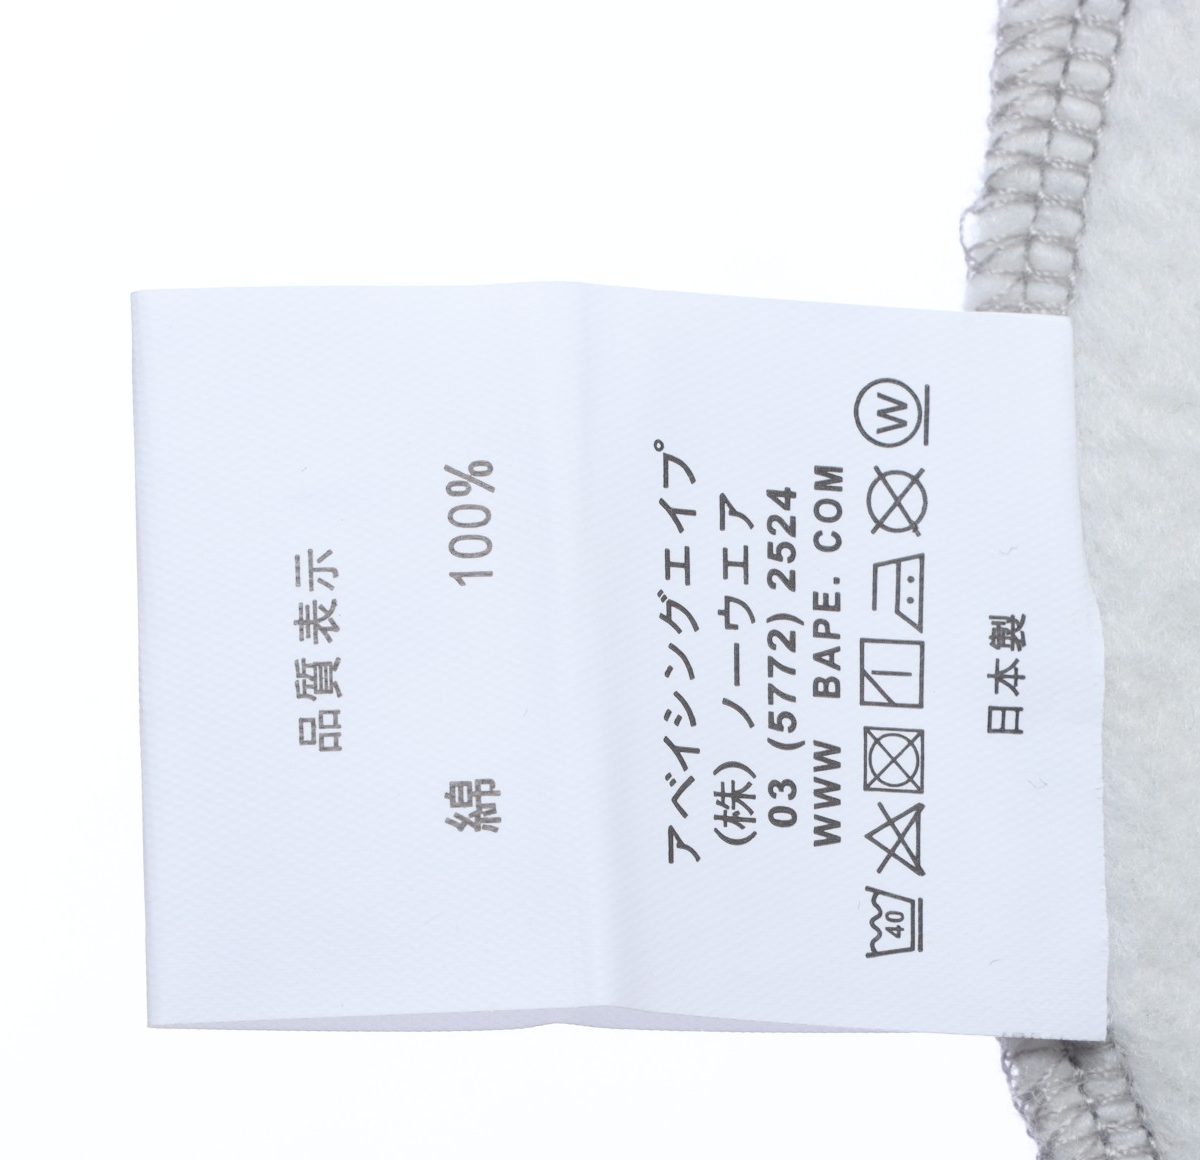 品質表示
綿 100%
アベイシングエイプ
(株) ノーウエア
03 (5772) 2524
WWW BAPE. COM
40 W
日本製